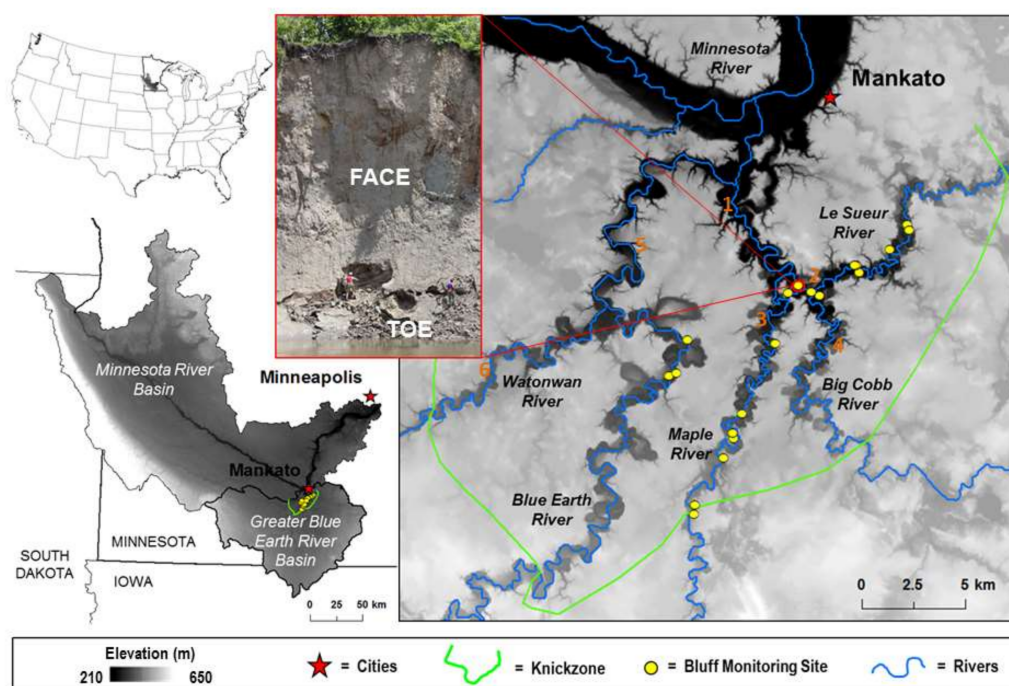 FACE
TOE
Minnesota
River
Mankato
1
Le Sueur
River
5
2
3
4
6
Watonwan
River
Big Cobb
River
Maple
River
Blue Earth
River
0 2.5 5 km
Minnesota River
Basin
Minneapolis
Mankato
Greater Blue
Earth River
Basin
SOUTH
DAKOTA
MINNESOTA
IOWA
0 25 50 km
Elevation (m)
210 650
= Cities
= Knickzone
= Bluff Monitoring Site
= Rivers